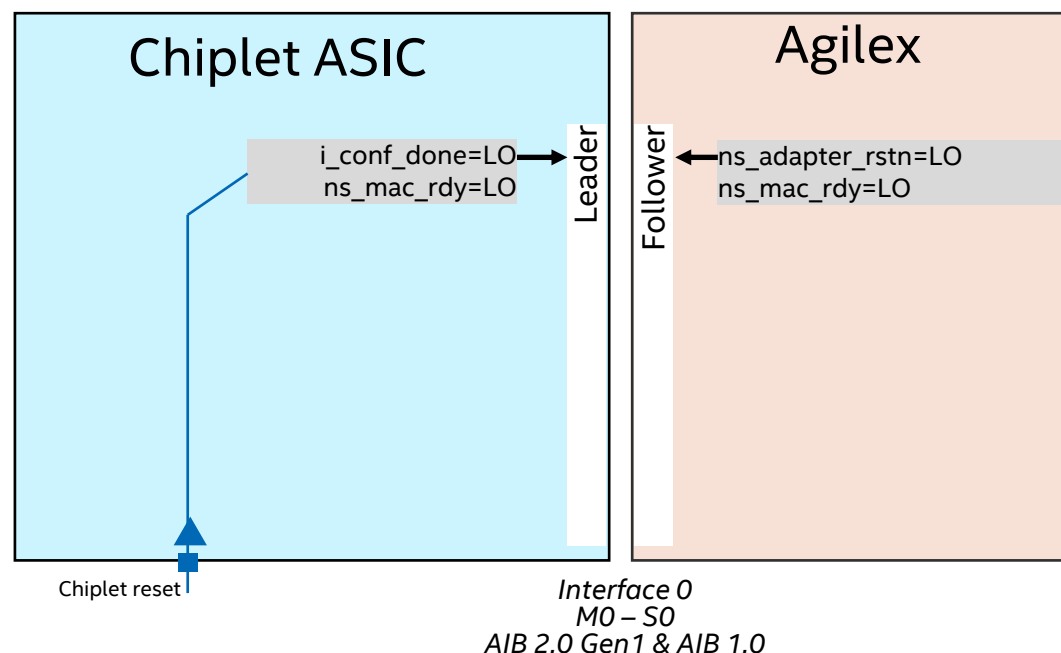 Chiplet ASIC
Agilex
i_conf_done=LO
ns_mac_rdy=LO
Leader
Follower
ns_adapter_rstn=LO
ns_mac_rdy=LO
Chiplet reset
Interface 0
M0 – S0
AIB 2.0 Gen1 & AIB 1.0